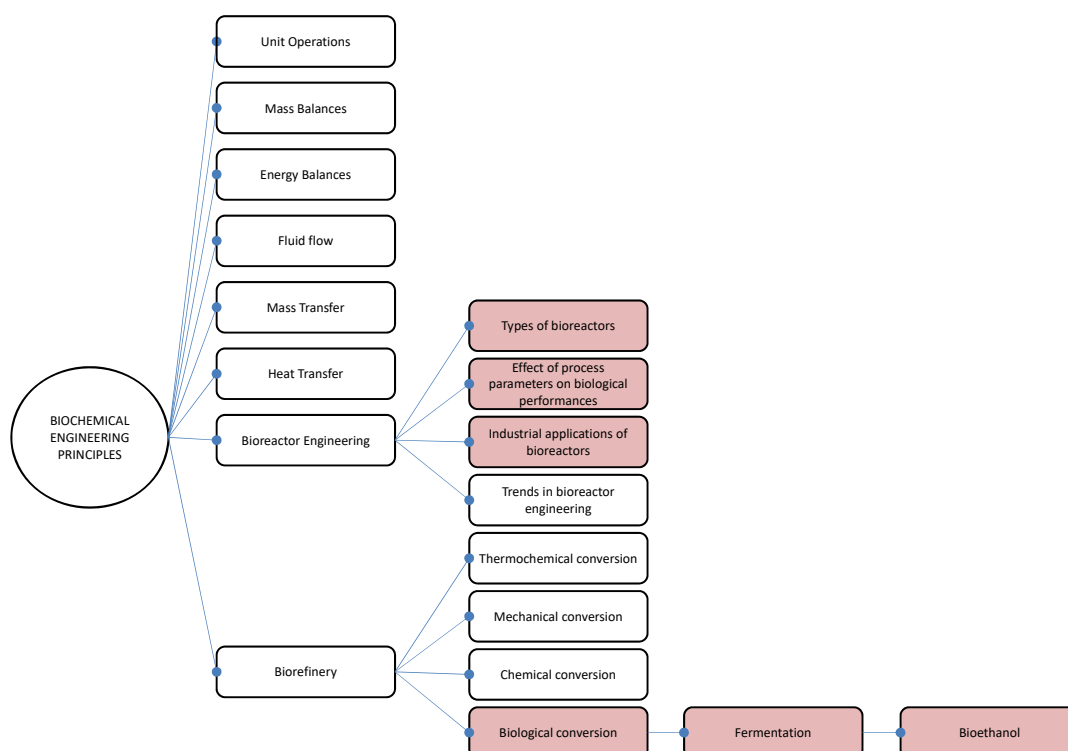 Unit Operations
Mass Balances
Energy Balances
Fluid flow
Mass Transfer
Heat Transfer
BIOCHEMICAL
ENGINEERING
PRINCIPLES
Bioreactor Engineering
Types of bioreactors
Effect of process
parameters on biological
performances
Industrial applications of
bioreactors
Trends in bioreactor
engineering
Biorefinery
Thermochemical conversion
Mechanical conversion
Chemical conversion
Biological conversion
Fermentation
Bioethanol